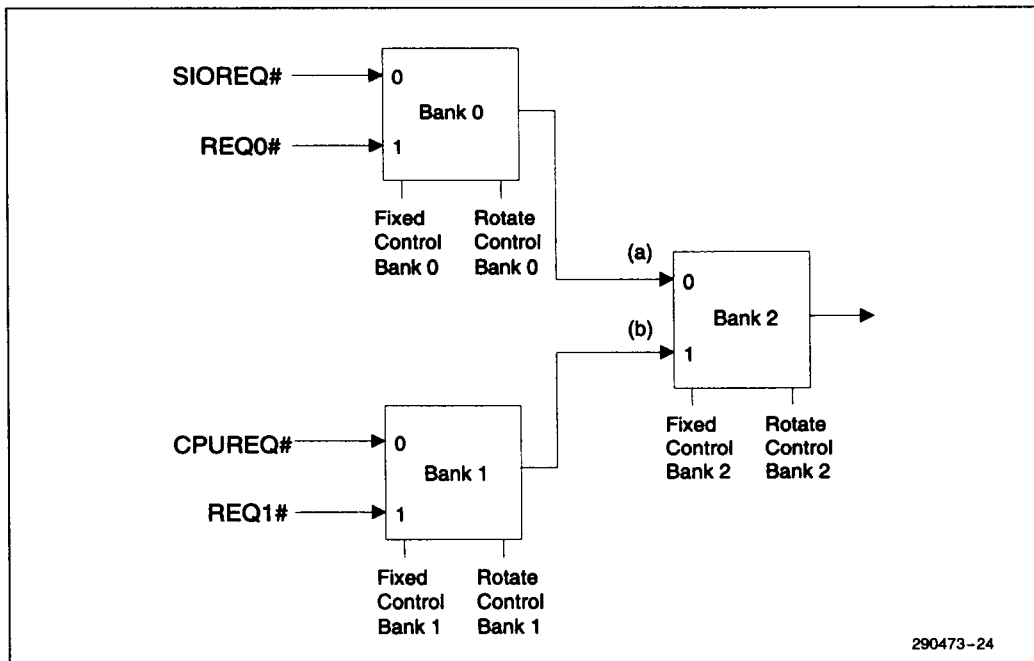 SIOREQ#
0
Bank 0
REQ0#
1
Fixed
Control
Bank 0
Rotate
Control
Bank 0
(a)
0
Bank 2
(b)
1
Fixed
Control
Bank 2
Rotate
Control
Bank 2
CPUREQ#
0
Bank 1
REQ1#
1
Fixed
Control
Bank 1
Rotate
Control
Bank 1
290473-24